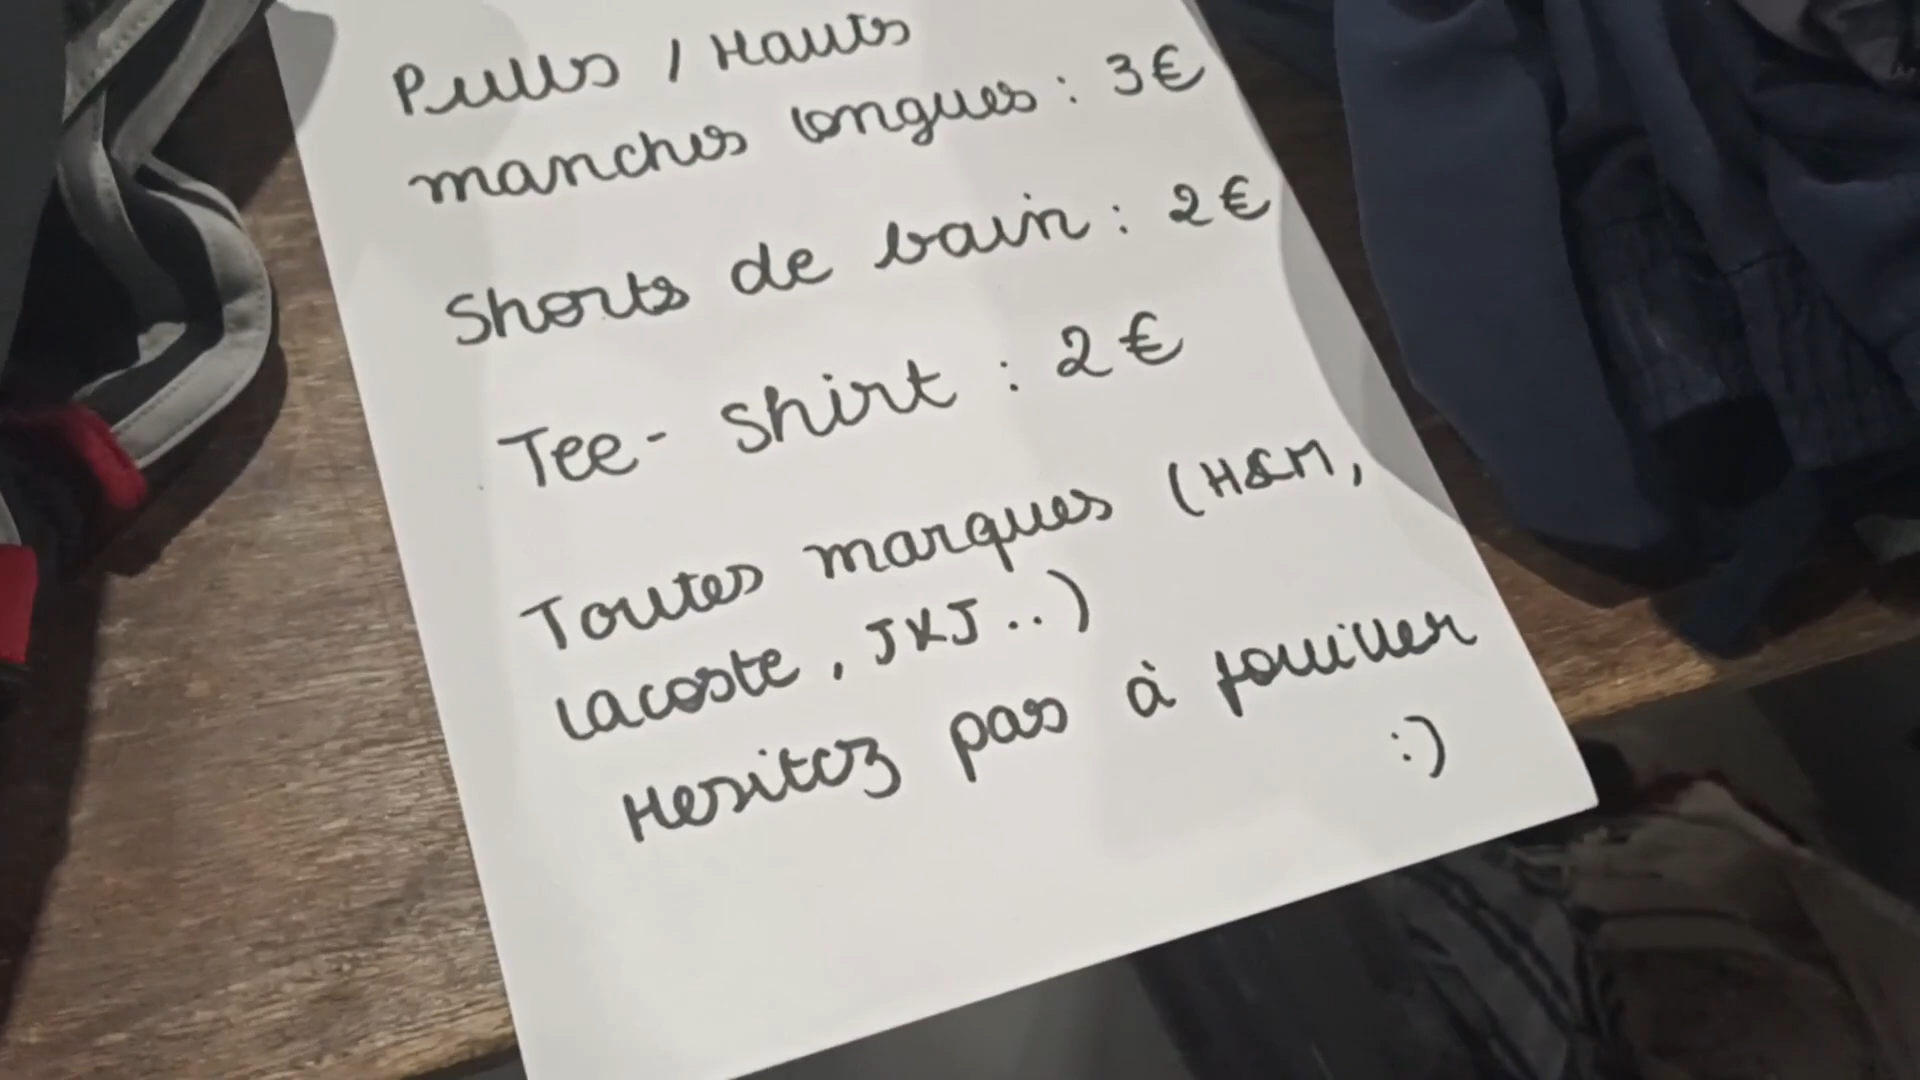 Pulls / Hauts
manches longues : 3€
Shorts de bain : 2€
Tee-Shirt : 2€
Toutes marques (H&M,
Lacoste, JKJ..)
Hesitez pas à fouiller
:)